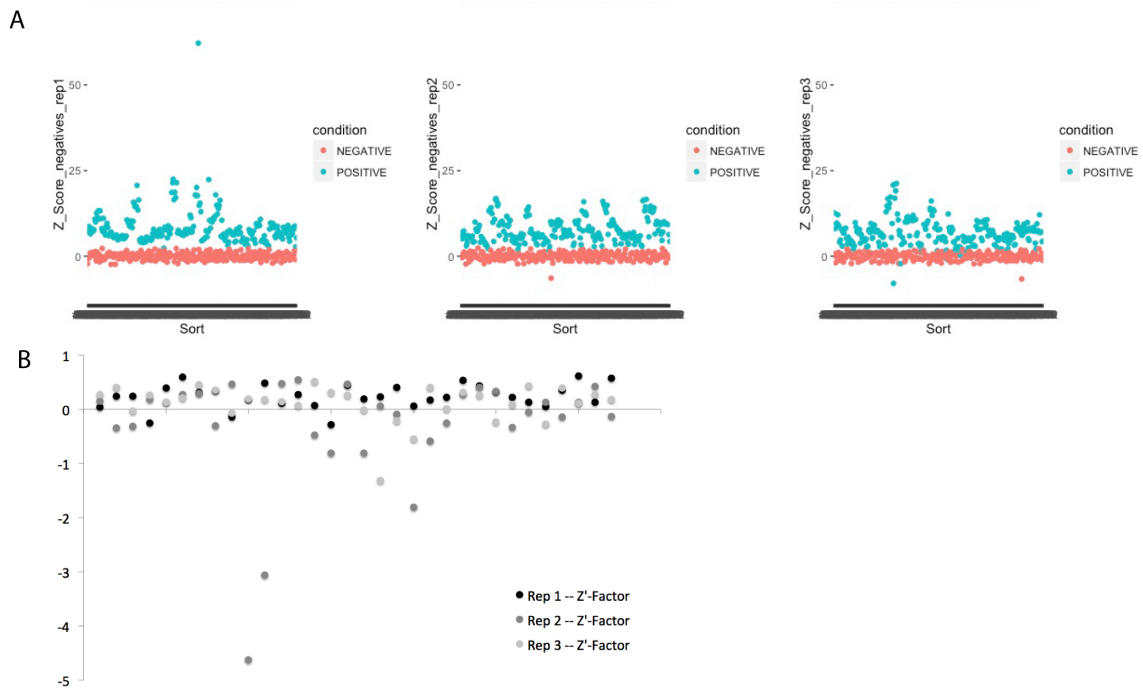 A
Z_Score_negatives_rep1
50
25
0
Sort
condition
NEGATIVE
POSITIVE
Z_Score_negatives_rep2
50
25
0
Sort
condition
NEGATIVE
POSITIVE
Z_Score_negatives_rep3
50
25
0
Sort
condition
NEGATIVE
POSITIVE
B
1
0
-1
-2
-3
-4
-5
Rep 1 -- Z'-Factor
Rep 2 -- Z'-Factor
Rep 3 -- Z'-Factor